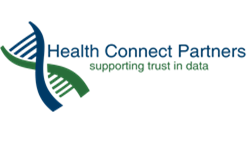 Health Connect Partners
supporting trust in data